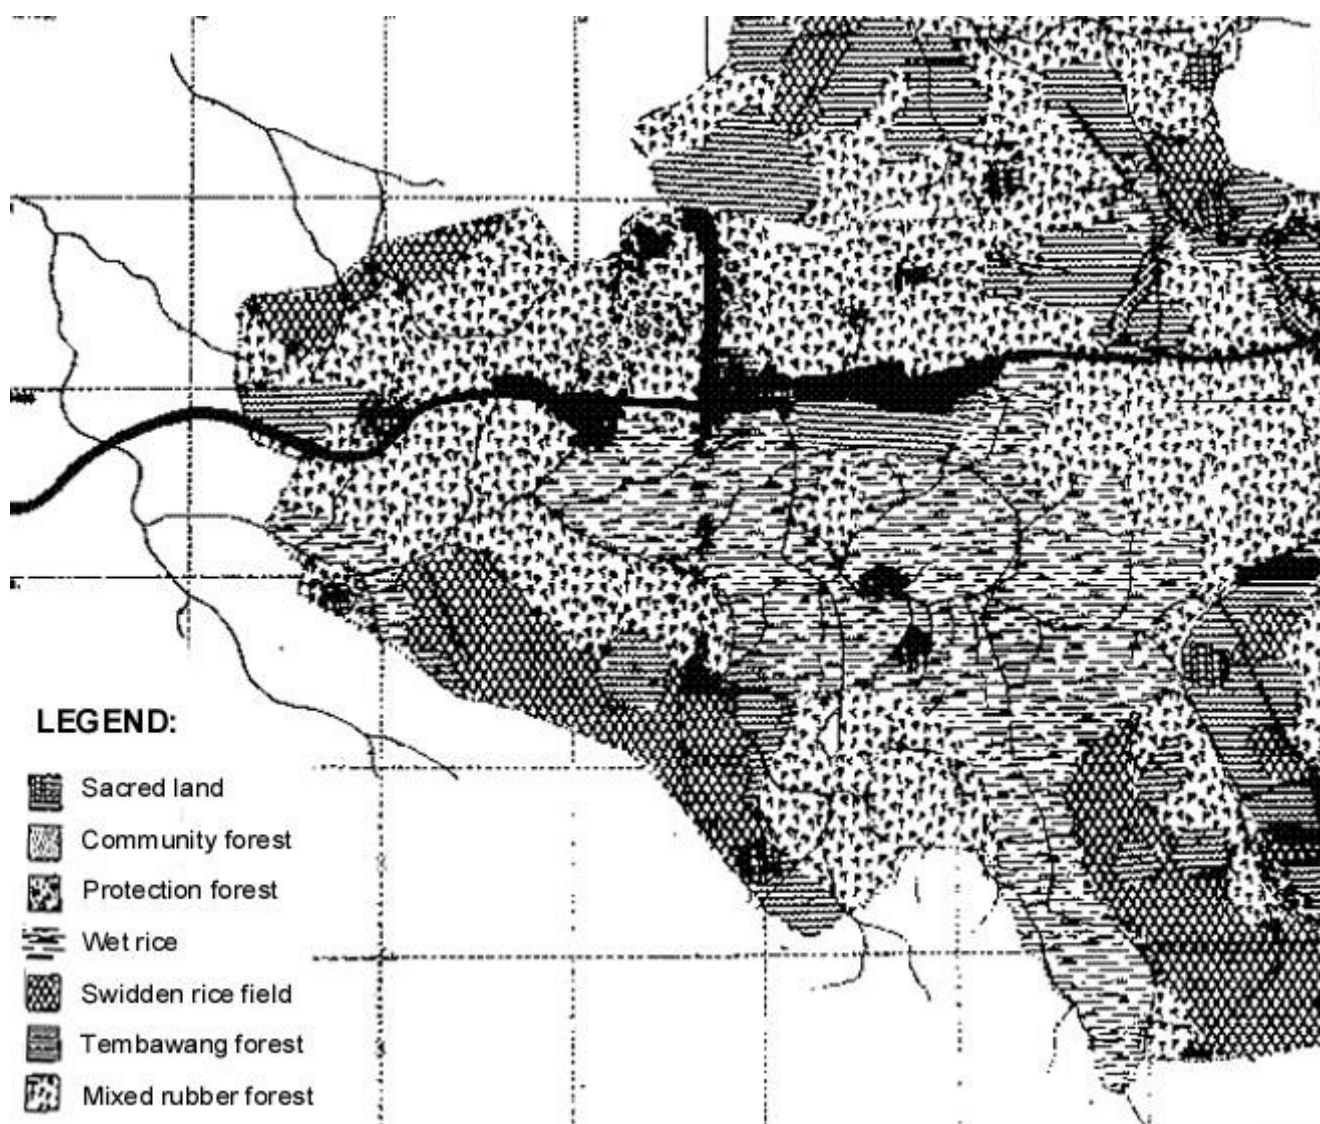 LEGEND:
Sacred land
Community forest
Protection forest
Wet rice
Swidden rice field
Tembawang forest
Mixed rubber forest